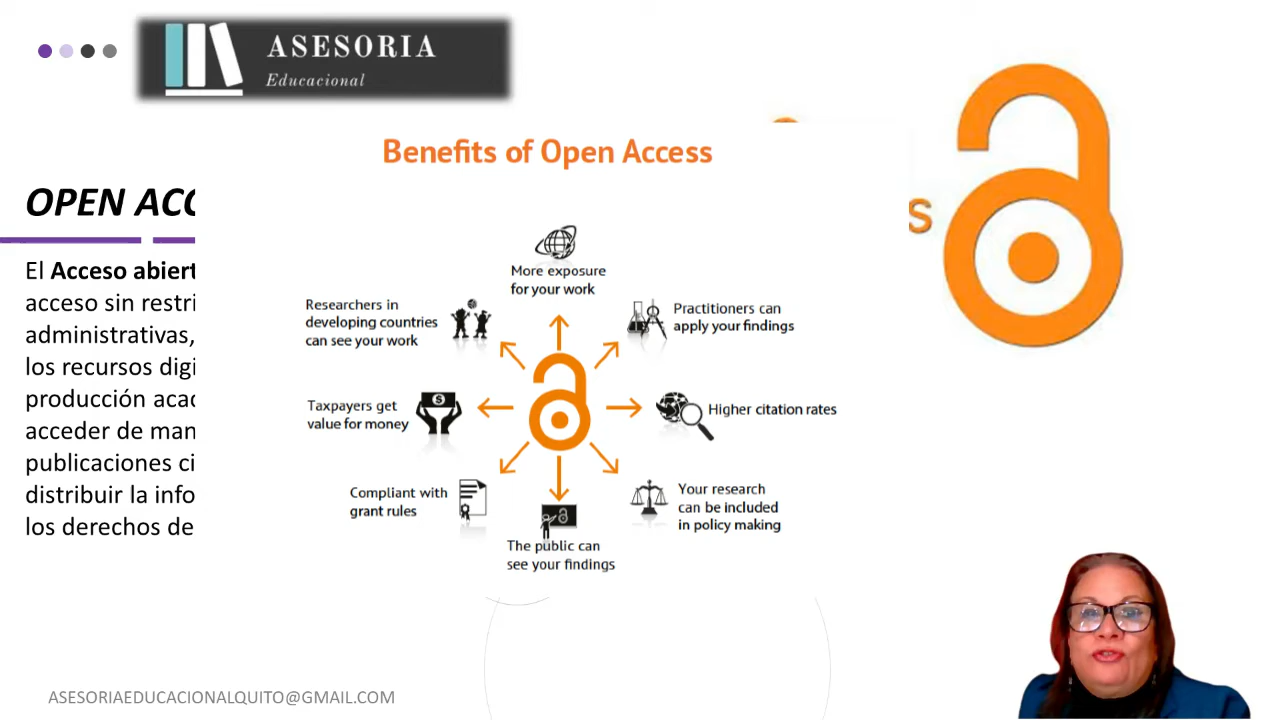 ASESORIA
Educacional
Benefits of Open Access
OPEN ACC
El Acceso abiert
acceso sin restri
administrativas,
los recursos digi
producción acad
acceder de man
publicaciones ci
distribuir la info
los derechos de
s
More exposure
for your work
Researchers in
developing countries
can see your work
Practitioners can
apply your findings
Taxpayers get
value for money
Higher citation rates
Compliant with
grant rules
Your research
can be included
in policy making
The public can
see your findings
ASESORIAEDUCACIONALQUITO@GMAIL.COM